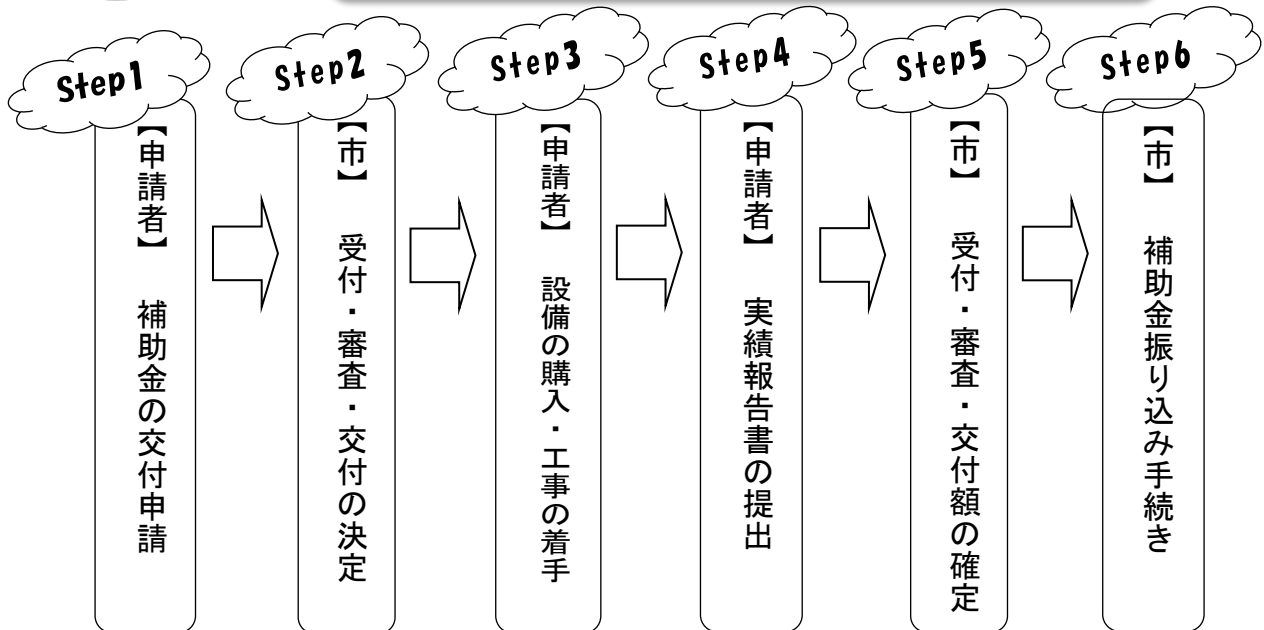 Step1
【申請者】 補助金の交付申請
Step2
【市】 受付・審査・交付の決定
Step3
【申請者】 設備の購入・工事の着手
Step4
【申請者】 実績報告書の提出
Step5
【市】 受付・審査・交付額の確定
Step6
【市】 補助金振り込み手続き